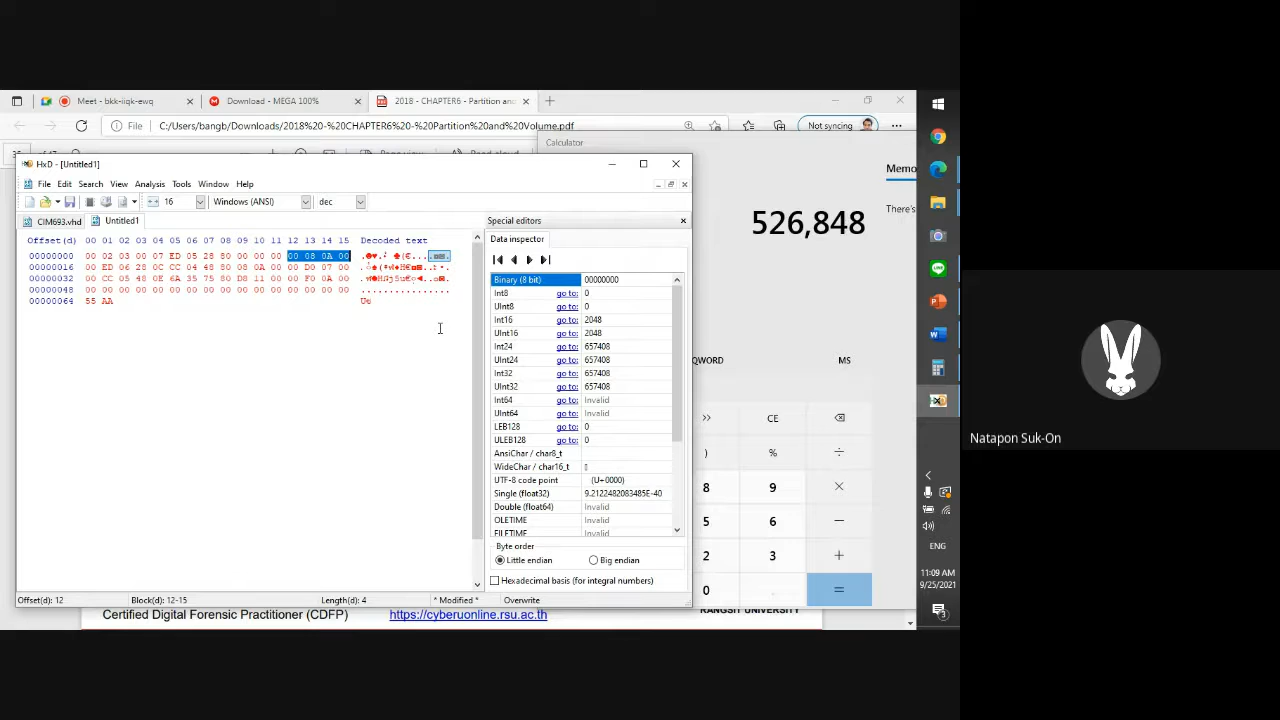 Meet - bkk-iiqk-ewq
Download - MEGA 100%
2018 - CHAPTER6 - Partition and
File
C:/Users/bangb/Downloads/2018%20-%20CHAPTER6%20-%20Partition%20and%20Volume.pdf
Not syncing
HxD - [Untitled1]
File Edit Search View Analysis Tools Window Help
16 Windows (ANSI) dec
CIM693.vhd Untitled1
Offset(d) 00 01 02 03 04 05 06 07 08 09 10 11 12 13 14 15 Decoded text
00000000 00 02 03 00 07 ED 05 28 80 00 00 00 00 08 0A 00
00000016 00 ED 06 28 0C CC 04 48 80 08 0A 00 00 D0 07
00000032 00 CC 05 48 0E 6A 35 75 80 D8 11 00 00 F0 0A 00
00000048 00 00 00 00 00 00 00 00 00 00 00 00 00 00 00 00 ................
00000064 55 AA
Special editors
Data inspector
Binary (8 bit) 00000000
Int8 go to: 0
UInt8 go to: 0
Int16 go to: 2048
UInt16 go to: 2048
Int24 go to: 657408
UInt24 go to: 657408
Int32 go to: 657408
UInt32 go to: 657408
Int64 go to: Invalid
UInt64 go to: Invalid
LEB128 go to: 0
ULEB128 go to: 0
AnsiChar / char8_t
WideChar / char16_t
UTF-8 code point (U+0000)
Single (float32) 9.2122482083485E-40
Double (float64) Invalid
OLETIME Invalid
FILETIME Invalid
Byte order
Little endian Big endian
Hexadecimal basis (for integral numbers)
Offset(d): 12 Block(d): 12-15 Length(d): 4 * Modified * Overwrite
Calculator
526,848
Memo
There's
QWORD MS
>> CE
) % ÷
8 9 ×
5 6 −
2 3 +
0 . =
Certified Digital Forensic Practitioner (CDFP) https://cyberuonline.rsu.ac.th RANGSIT UNIVERSITY
ENG
11:09 AM
9/25/2021
Natapon Suk-On